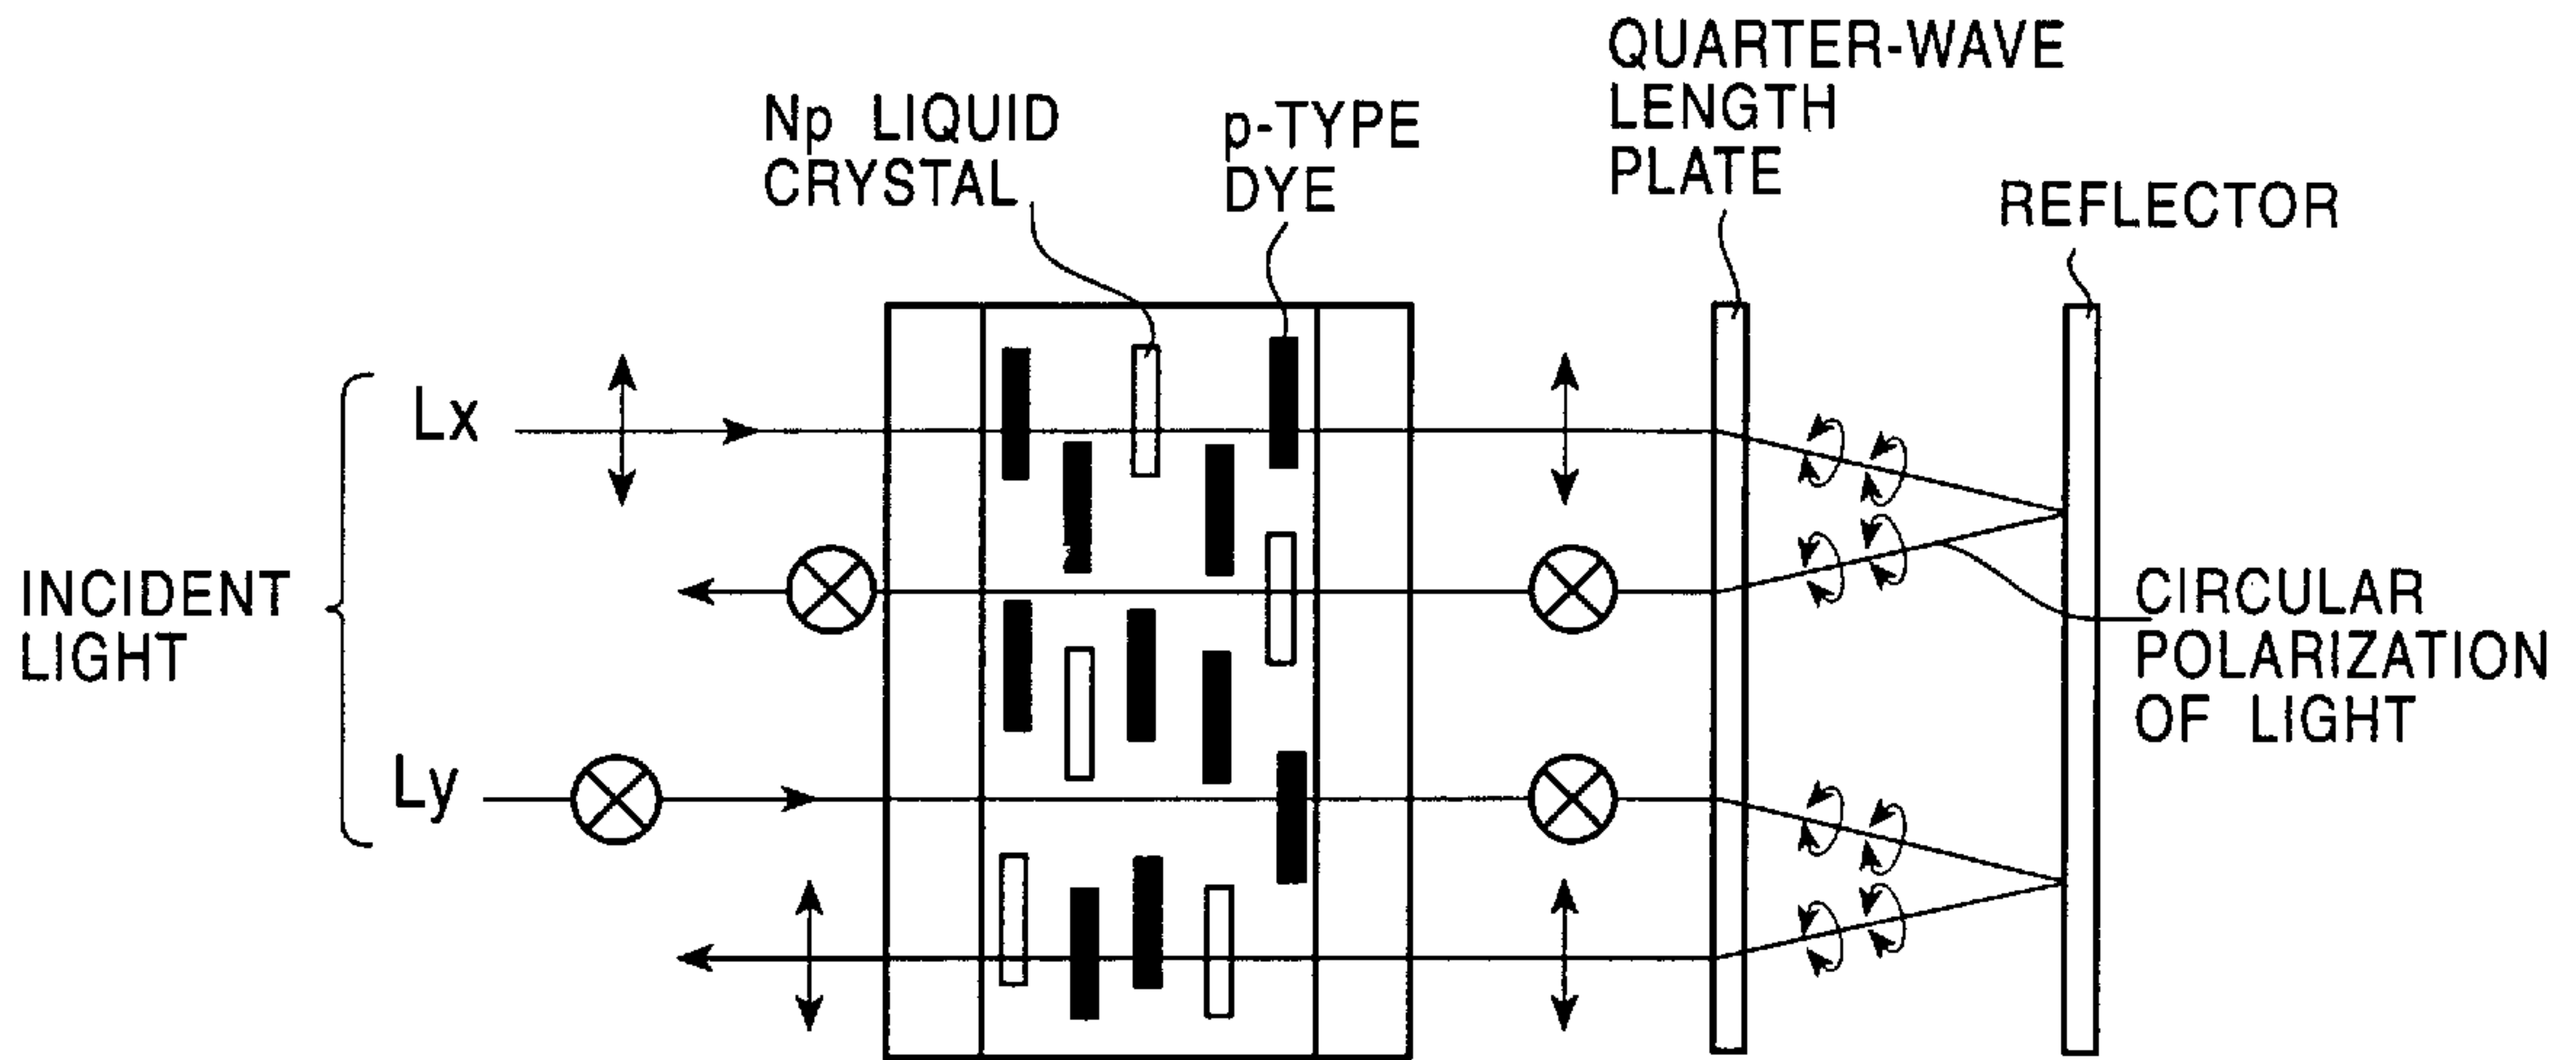 QUARTER-WAVE
LENGTH
PLATE
Np LIQUID
CRYSTAL
p-TYPE
DYE
REFLECTOR
Lx
INCIDENT
LIGHT
Ly
CIRCULAR
POLARIZATION
OF LIGHT